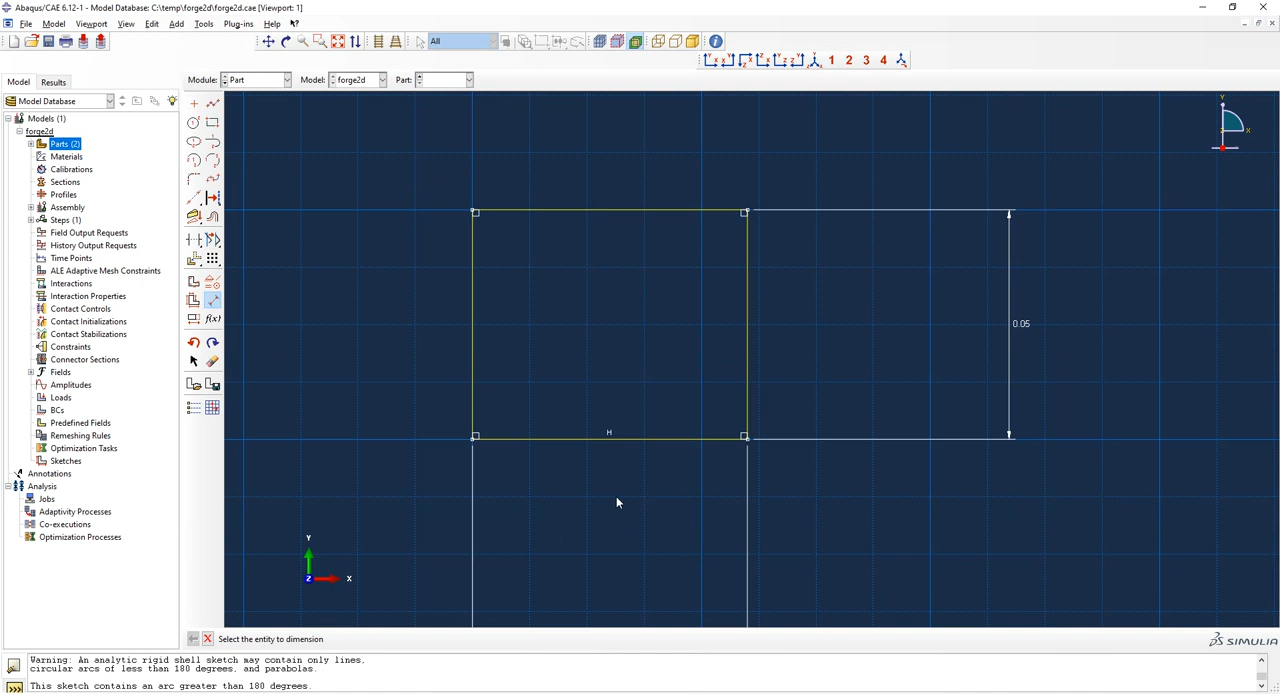 Abaqus/CAE 6.12-1 - Model Database: C:\temp\forge2d\forge2d.cae [Viewport: 1]
File Model Viewport View Edit Add Tools Plug-ins Help
All
1 2 3 4
Model Results
Module: Part Model: forge2d Part:
Model Database
Models (1)
forge2d
Parts (2)
Materials
Calibrations
Sections
Profiles
Assembly
Steps (1)
Field Output Requests
History Output Requests
Time Points
ALE Adaptive Mesh Constraints
Interactions
Interaction Properties
Contact Controls
Contact Initializations
Contact Stabilizations
Constraints
Connector Sections
Fields
Amplitudes
Loads
BCs
Predefined Fields
Remeshing Rules
Optimization Tasks
Sketches
Annotations
Analysis
Jobs
Adaptivity Processes
Co-executions
Optimization Processes
f(x)
Y
X
Z
0.05
H
Y
Z X
Select the entity to dimension
SIMULIA
Warning: An analytic rigid shell sketch may contain only lines,
circular arcs of less than 180 degrees, and parabolas.
This sketch contains an arc greater than 180 degrees.